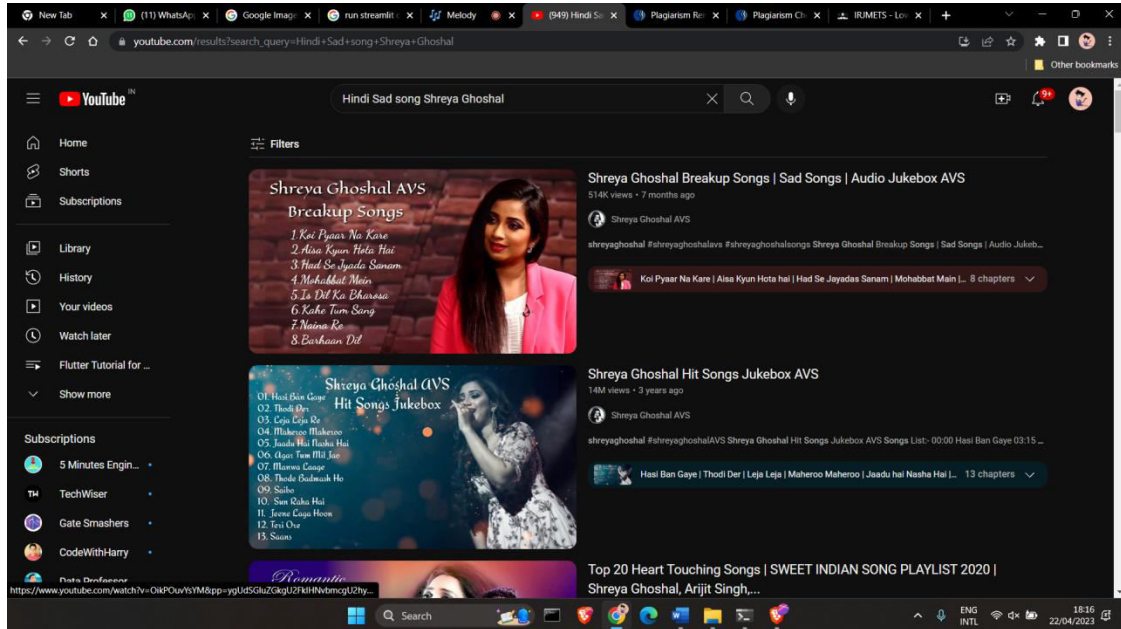 New Tab
(11) WhatsAp
Google Image
run streamlit c
Melody
(949) Hindi Sa
Plagiarism Re
Plagiarism Ch
IRJMETS - Lo
youtube.com/results?search_query=Hindi+Sad+song+Shreya+Ghoshal
Other bookmarks
YouTube IN
Hindi Sad song Shreya Ghoshal
9+
Home
Shorts
Subscriptions
Library
History
Your videos
Watch later
Flutter Tutorial for ...
Show more
Subscriptions
5 Minutes Engin...
TW TechWiser
Gate Smashers
CodeWithHarry
Data Professor
Filters
Shreya Ghoshal AVS
Breakup Songs
1.Koi Pyaar Na Kare
2.Aisa Kyun Hota Hai
3.Had Se Jyada Sanam
4.Mohabbat Mein
5.Is Dil Ka Bharosa
6.Kahe Tum Sang
7.Naina Re
8.Barhaan Dil
Shreya Ghoshal Breakup Songs | Sad Songs | Audio Jukebox AVS
514K views • 7 months ago
Shreya Ghoshal AVS
shreyaghoshal #shreyaghoshalavs #shreyaghoshalsongs Shreya Ghoshal Breakup Songs | Sad Songs | Audio Jukeb...
Koi Pyaar Na Kare | Aisa Kyun Hota hai | Had Se Jayadas Sanam | Mohabbat Main |... 8 chapters
Shreya Ghoshal AVS
Hit Songs Jukebox
01. Hasi Ban Gaye
02. Thodi Der
03. Leja Leja Re
04. Maheroo Maheroo
05. Jaadu Hai Nasha Hai
06. Agar Tum Mil Jao
07. Manwa Laage
08. Thode Badmash Ho
09. Saibo
10. Sun Raha Hai
11. Jeene Laga Hoon
12. Teri Ore
13. Saans
Shreya Ghoshal Hit Songs Jukebox AVS
14M views • 3 years ago
Shreya Ghoshal AVS
shreyaghoshal #shreyaghoshalAVS Shreya Ghoshal Hit Songs Jukebox AVS Songs List:- 00:00 Hasi Ban Gaye 03:15 ...
Hasi Ban Gaye | Thodi Der | Leja Leja | Maheroo Maheroo | Jaadu hai Nasha Hai |... 13 chapters
Romantic
Top 20 Heart Touching Songs | SWEET INDIAN SONG PLAYLIST 2020 |
Shreya Ghoshal, Arijit Singh,...
Search
ENG
INTL
18:16
22/04/2023